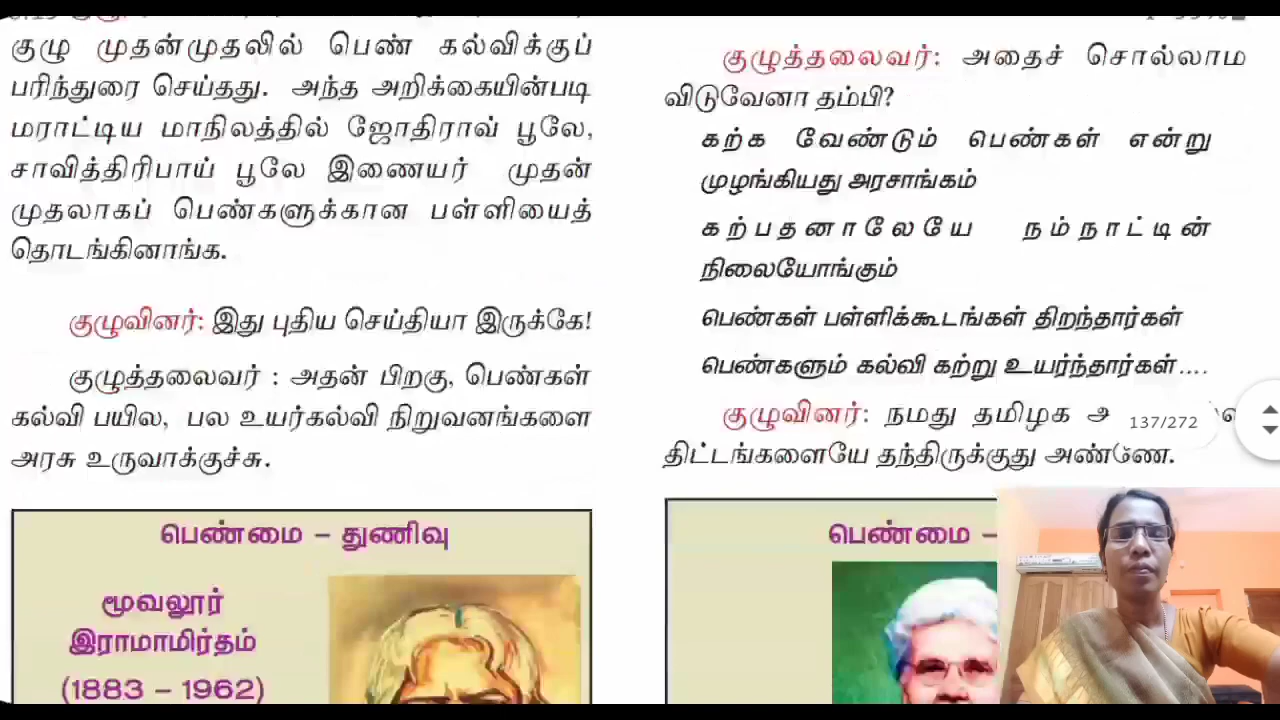 குழு முதன்முதலில் பெண் கல்விக்குப்
பரிந்துரை செய்தது. அந்த அறிக்கையின்படி
மராட்டிய மாநிலத்தில் ஜோதிராவ் பூலே,
சாவித்திரிபாய் பூலே இணையர் முதன்
முதலாகப் பெண்களுக்கான பள்ளியைத்
தொடங்கினாங்க.
குழுவினர்: இது புதிய செய்தியா இருக்கே!
குழுத்தலைவர் : அதன் பிறகு, பெண்கள்
கல்வி பயில, பல உயர்கல்வி நிறுவனங்களை
அரசு உருவாக்குச்சு.
பெண்மை – துணிவு
மூவலூர்
இராமாமிர்தம்
(1883 – 1962)
குழுத்தலைவர்: அதைச் சொல்லாம
விடுவேனா தம்பி?
கற்க வேண்டும் பெண்கள் என்று
முழங்கியது அரசாங்கம்
கற்பதனாலேயே நம்நாட்டின்
நிலையோங்கும்
பெண்கள் பள்ளிக்கூடங்கள் திறந்தார்கள்
பெண்களும் கல்வி கற்று உயர்ந்தார்கள்....
குழுவினர்: நமது தமிழக
137/272
திட்டங்களையே தந்திருக்குது அண்ணே.
பெண்மை –